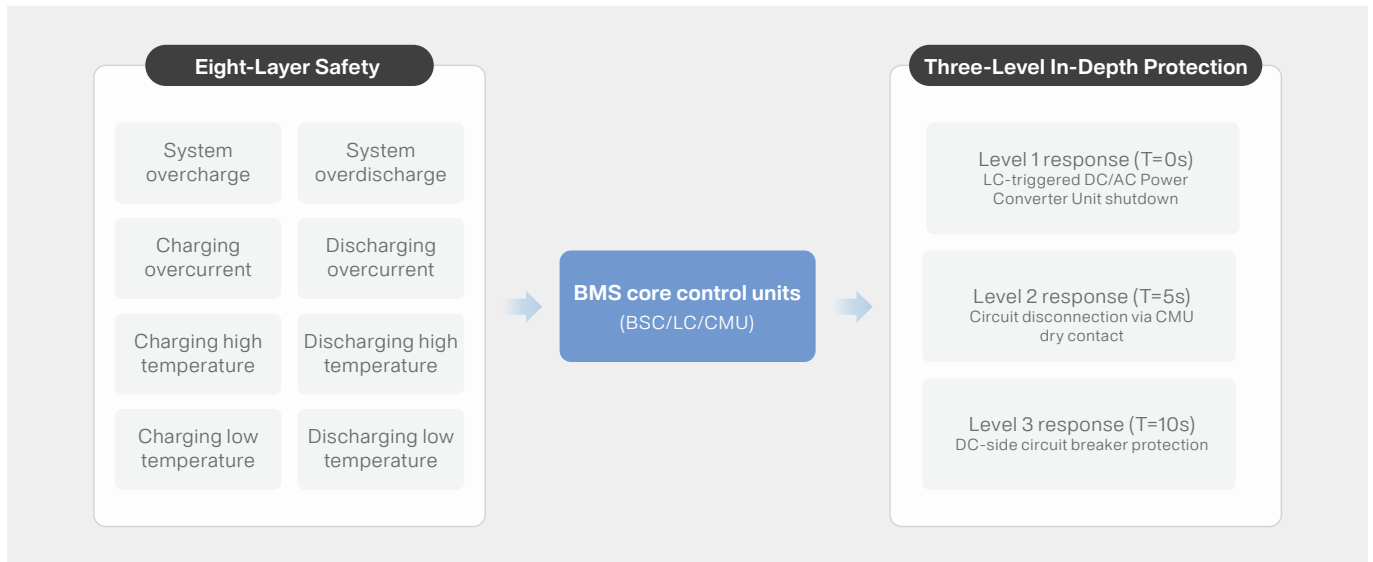 Eight-Layer Safety
System
overcharge
System
overdischarge
Charging
overcurrent
Discharging
overcurrent
Charging high
temperature
Discharging high
temperature
Charging low
temperature
Discharging low
temperature
BMS core control units
(BSC/LC/CMU)
Three-Level In-Depth Protection
Level 1 response (T=0s)
LC-triggered DC/AC Power
Converter Unit shutdown
Level 2 response (T=5s)
Circuit disconnection via CMU
dry contact
Level 3 response (T=10s)
DC-side circuit breaker protection